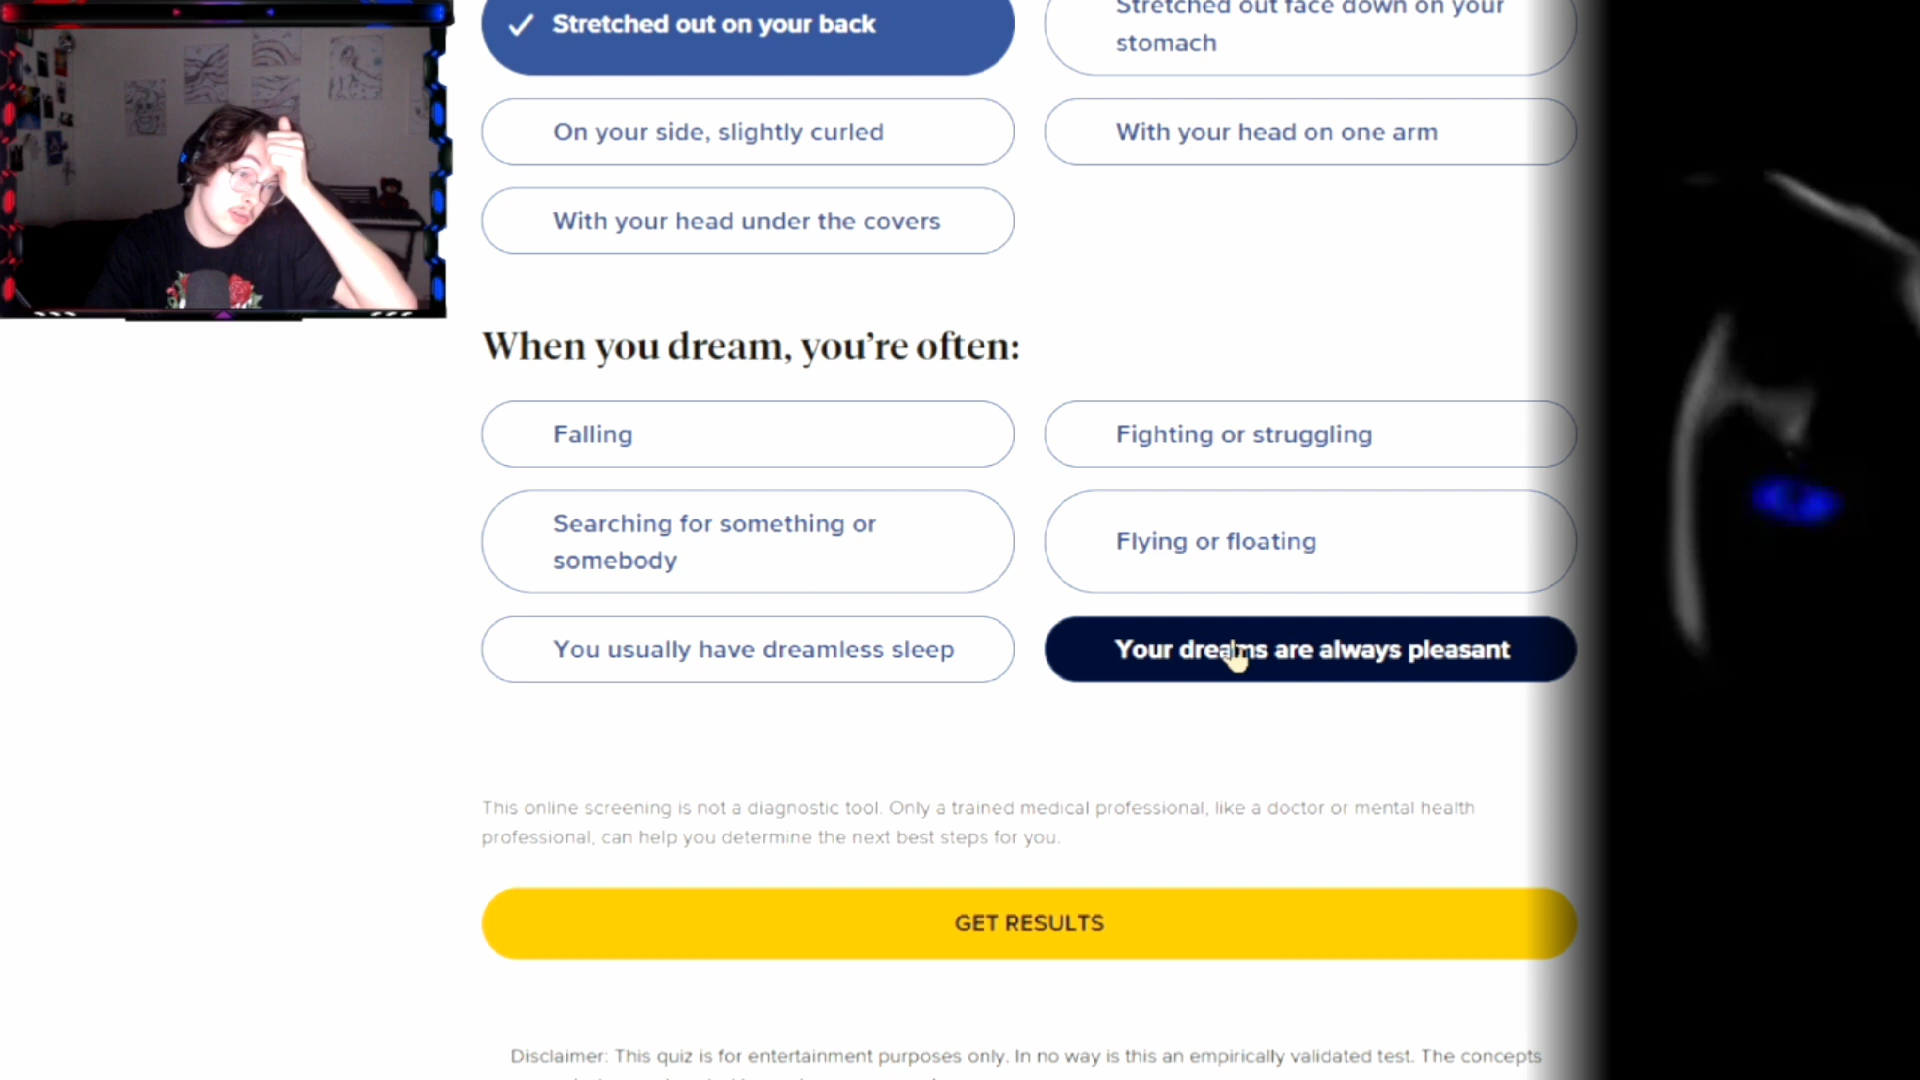 Stretched out on your back
Stretched out face down on your
stomach
On your side, slightly curled
With your head on one arm
With your head under the covers
When you dream, you're often:
Falling
Fighting or struggling
Searching for something or
somebody
Flying or floating
You usually have dreamless sleep
Your dreams are always pleasant
This online screening is not a diagnostic tool. Only a trained medical professional, like a doctor or mental health
professional, can help you determine the next best steps for you.
GET RESULTS
Disclaimer: This quiz is for entertainment purposes only. In no way is this an empirically validated test. The concepts